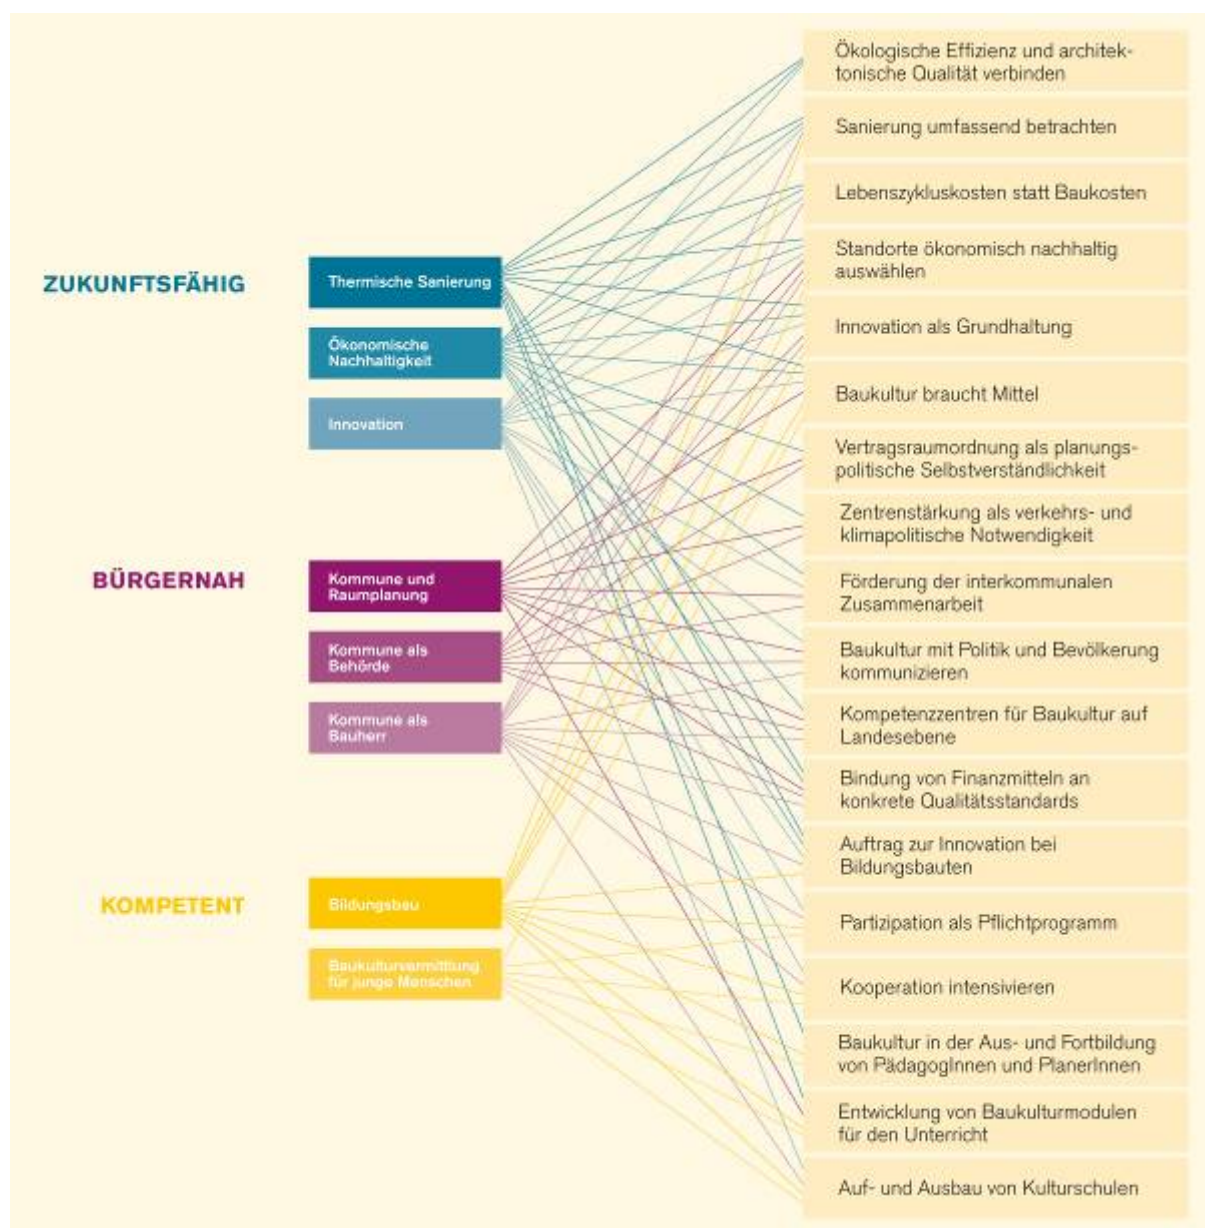 ZUKUNFTSFÄHIG
Thermische Sanierung
Ökonomische
Nachhaltigkeit
Innovation
BÜRGERNAH
Kommune und
Raumplanung
Kommune als
Behörde
Kommune als
Bauherr
KOMPETENT
Bildungsbau
Baukulturvermittlung
für junge Menschen
Ökologische Effizienz und architek-
tonische Qualität verbinden
Sanierung umfassend betrachten
Lebenszykluskosten statt Baukosten
Standorte ökonomisch nachhaltig
auswählen
Innovation als Grundhaltung
Baukultur braucht Mittel
Vertragsraumordnung als planungs-
politische Selbstverständlichkeit
Zentrenstärkung als verkehrs- und
klimapolitische Notwendigkeit
Förderung der interkommunalen
Zusammenarbeit
Baukultur mit Politik und Bevölkerung
kommunizieren
Kompetenzzentren für Baukultur auf
Landesebene
Bindung von Finanzmitteln an
konkrete Qualitätsstandards
Auftrag zur Innovation bei
Bildungsbauten
Partizipation als Pflichtprogramm
Kooperation intensivieren
Baukultur in der Aus- und Fortbildung
von PädagogInnen und PlanerInnen
Entwicklung von Baukulturmodulen
für den Unterricht
Auf- und Ausbau von Kulturschulen